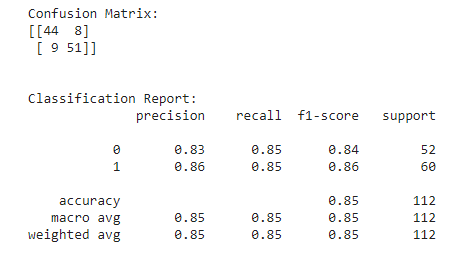 Confusion Matrix:
[[44  8]
 [ 9 51]]
Classification Report:
              precision    recall  f1-score   support
           0       0.83      0.85      0.84        52
           1       0.86      0.85      0.86        60
    accuracy                           0.85       112
   macro avg       0.85      0.85      0.85       112
weighted avg       0.85      0.85      0.85       112